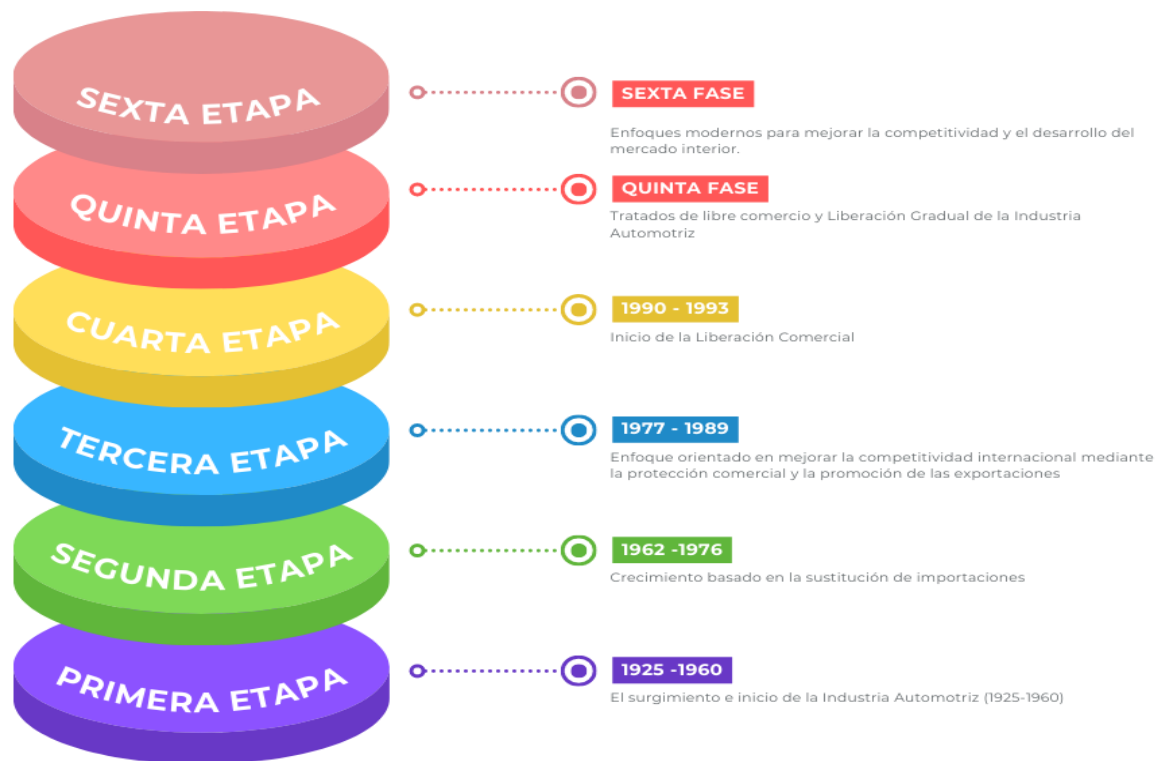 SEXTA ETAPA
SEXTA FASE
Enfoques modernos para mejorar la competitividad y el desarrollo del
mercado interior.
QUINTA ETAPA
QUINTA FASE
Tratados de libre comercio y Liberación Gradual de la Industria
Automotriz
CUARTA ETAPA
1990 - 1993
Inicio de la Liberación Comercial
TERCERA ETAPA
1977 - 1989
Enfoque orientado en mejorar la competitividad internacional mediante
la protección comercial y la promoción de las exportaciones
SEGUNDA ETAPA
1962 -1976
Crecimiento basado en la sustitución de importaciones
PRIMERA ETAPA
1925 -1960
El surgimiento e inicio de la Industria Automotriz (1925-1960)